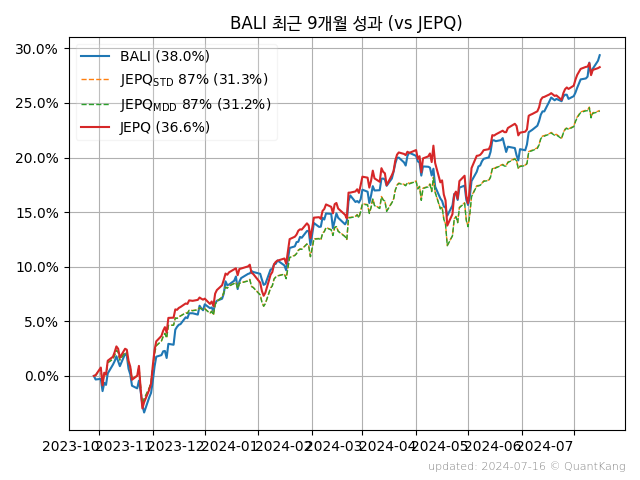 BALI 최근 9개월 성과 (vs JEPQ)
30.0%
25.0%
20.0%
15.0%
10.0%
5.0%
0.0%
BALI (38.0%)
JEPQSTD 87% (31.3%)
JEPQMDD 87% (31.2%)
JEPQ (36.6%)
2023-10 2023-11 2023-12 2024-01 2024-02 2024-03 2024-04 2024-05 2024-06 2024-07
updated: 2024-07-16 © QuantKang